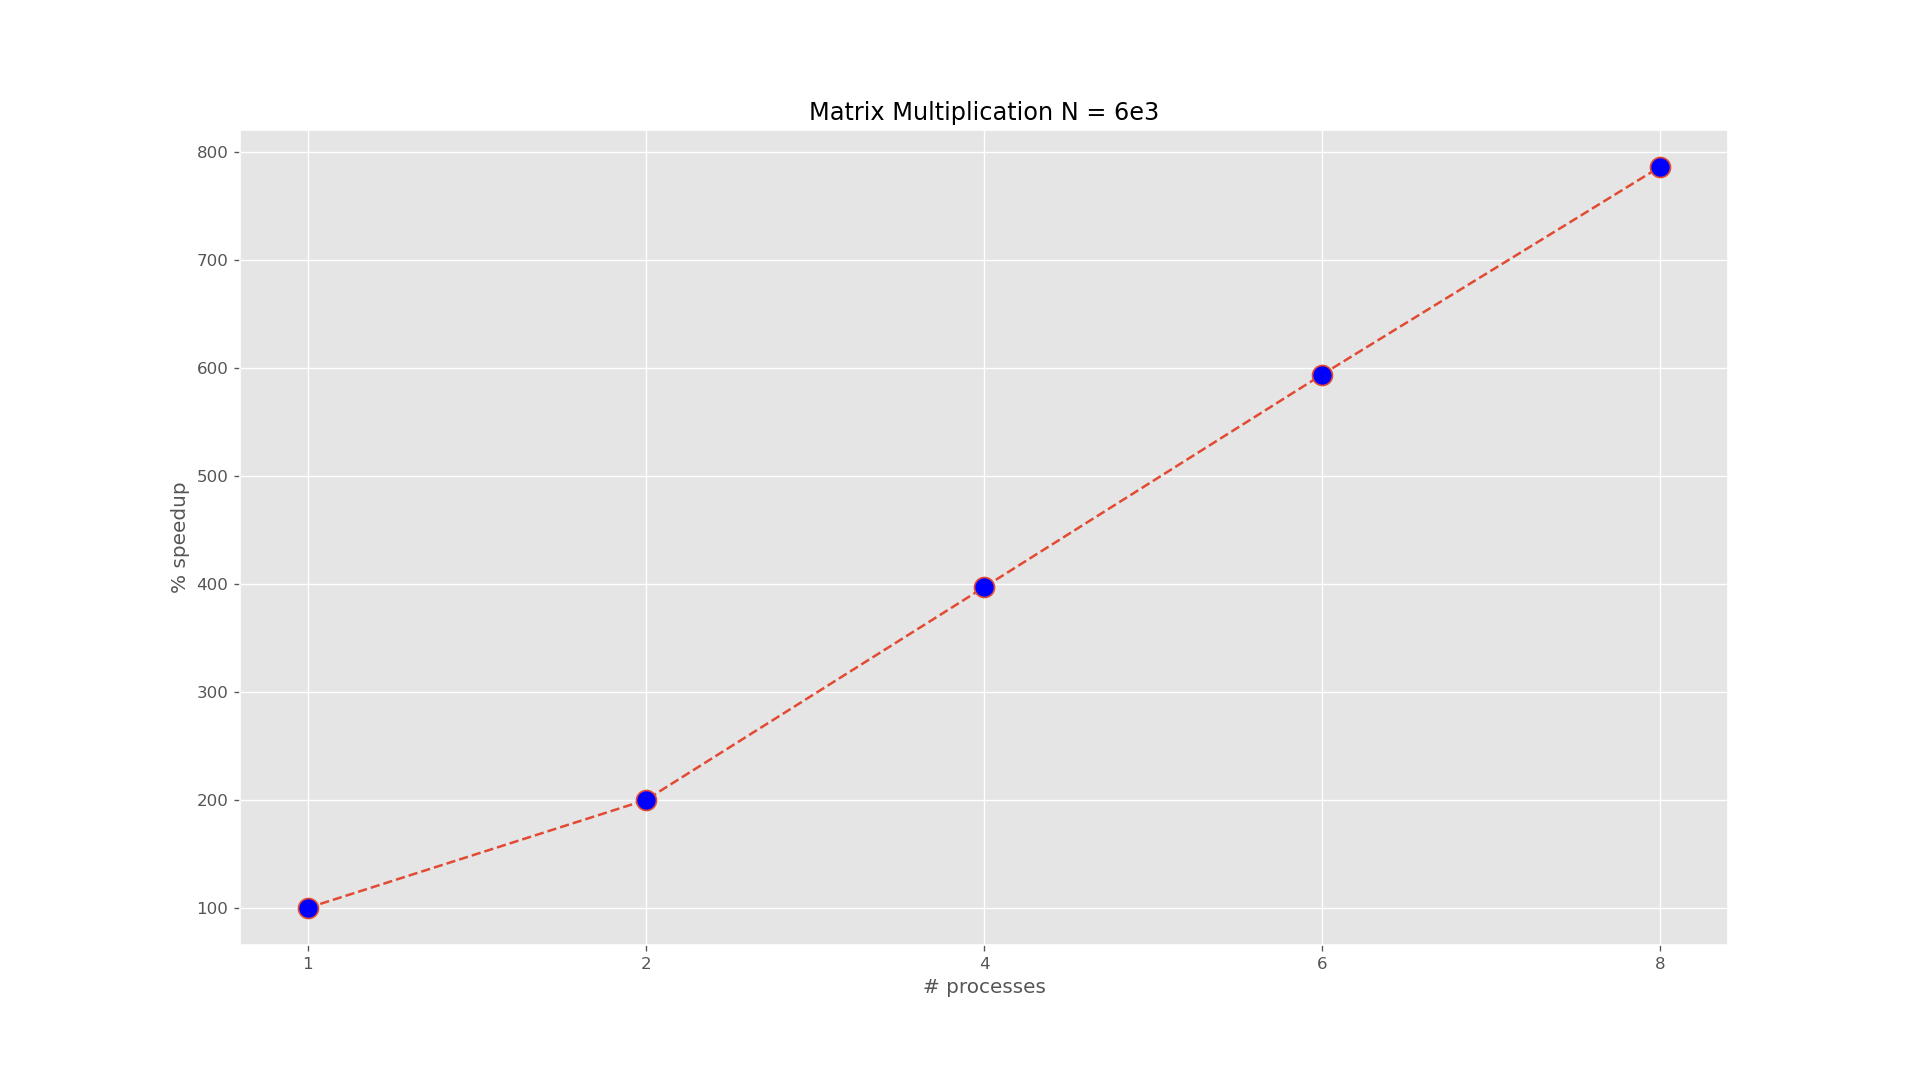 Matrix Multiplication N = 6e3
800
700
600
500
400
300
200
100
% speedup
1 2 4 6 8
# processes